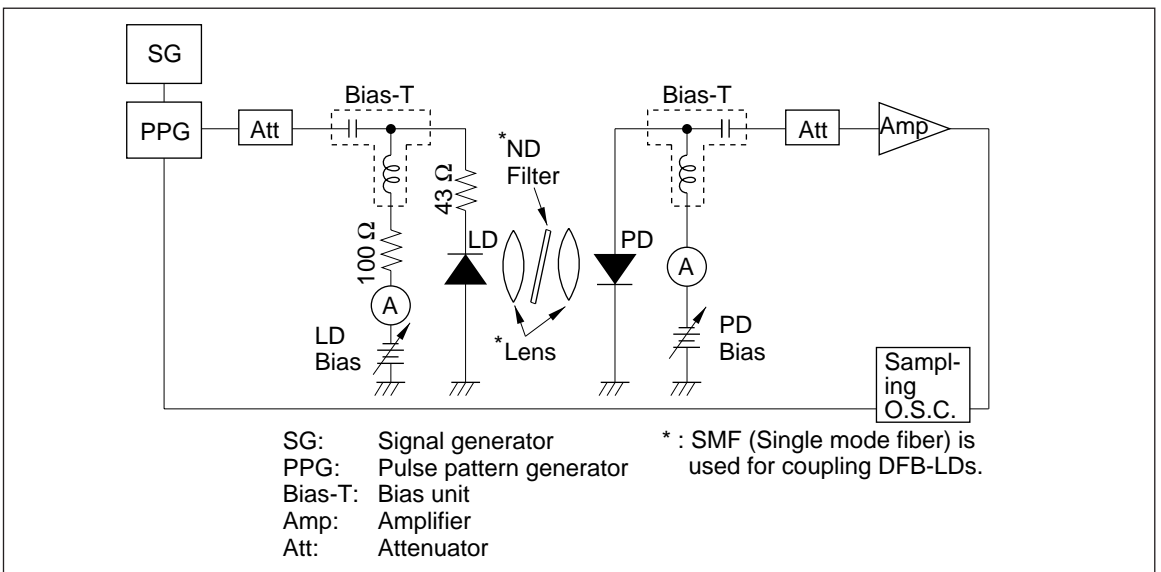 SG
Bias-T
Bias-T
PPG
Att
Att
Amp
*ND
Filter
43 Ω
100 Ω
LD
PD
A
A
LD
Bias
*Lens
PD
Bias
Sampl-
ing
O.S.C.
SG: Signal generator
PPG: Pulse pattern generator
Bias-T: Bias unit
Amp: Amplifier
Att: Attenuator
* : SMF (Single mode fiber) is
used for coupling DFB-LDs.